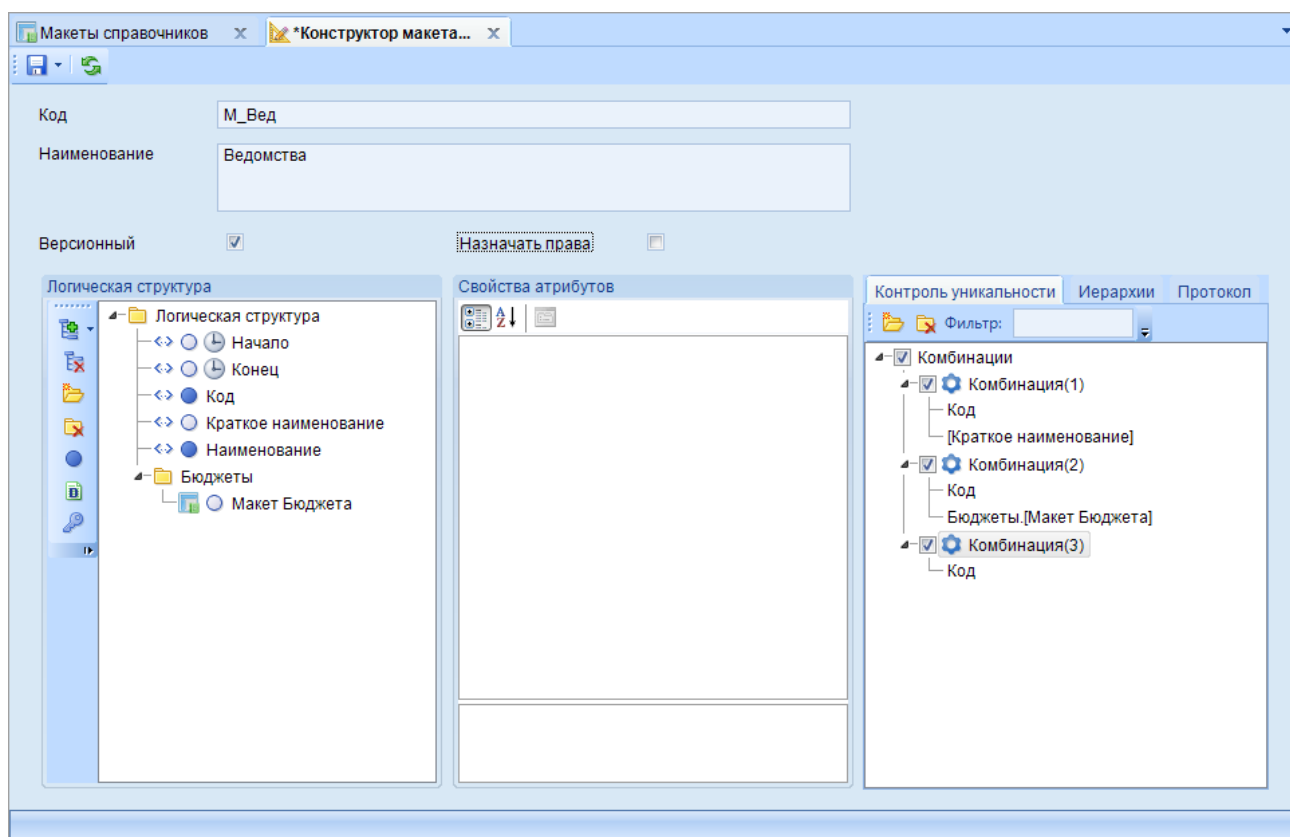 Макеты справочников x *Конструктор макета... x
Код М_Вед
Наименование Ведомства
Версионный Назначать права
Логическая структура
Логическая структура
Начало
Конец
Код
Краткое наименование
Наименование
Бюджеты
Макет Бюджета
Свойства атрибутов
Контроль уникальности Иерархии Протокол
Фильтр:
Комбинации
Комбинация(1)
Код
[Краткое наименование]
Комбинация(2)
Код
Бюджеты.[Макет Бюджета]
Комбинация(3)
Код